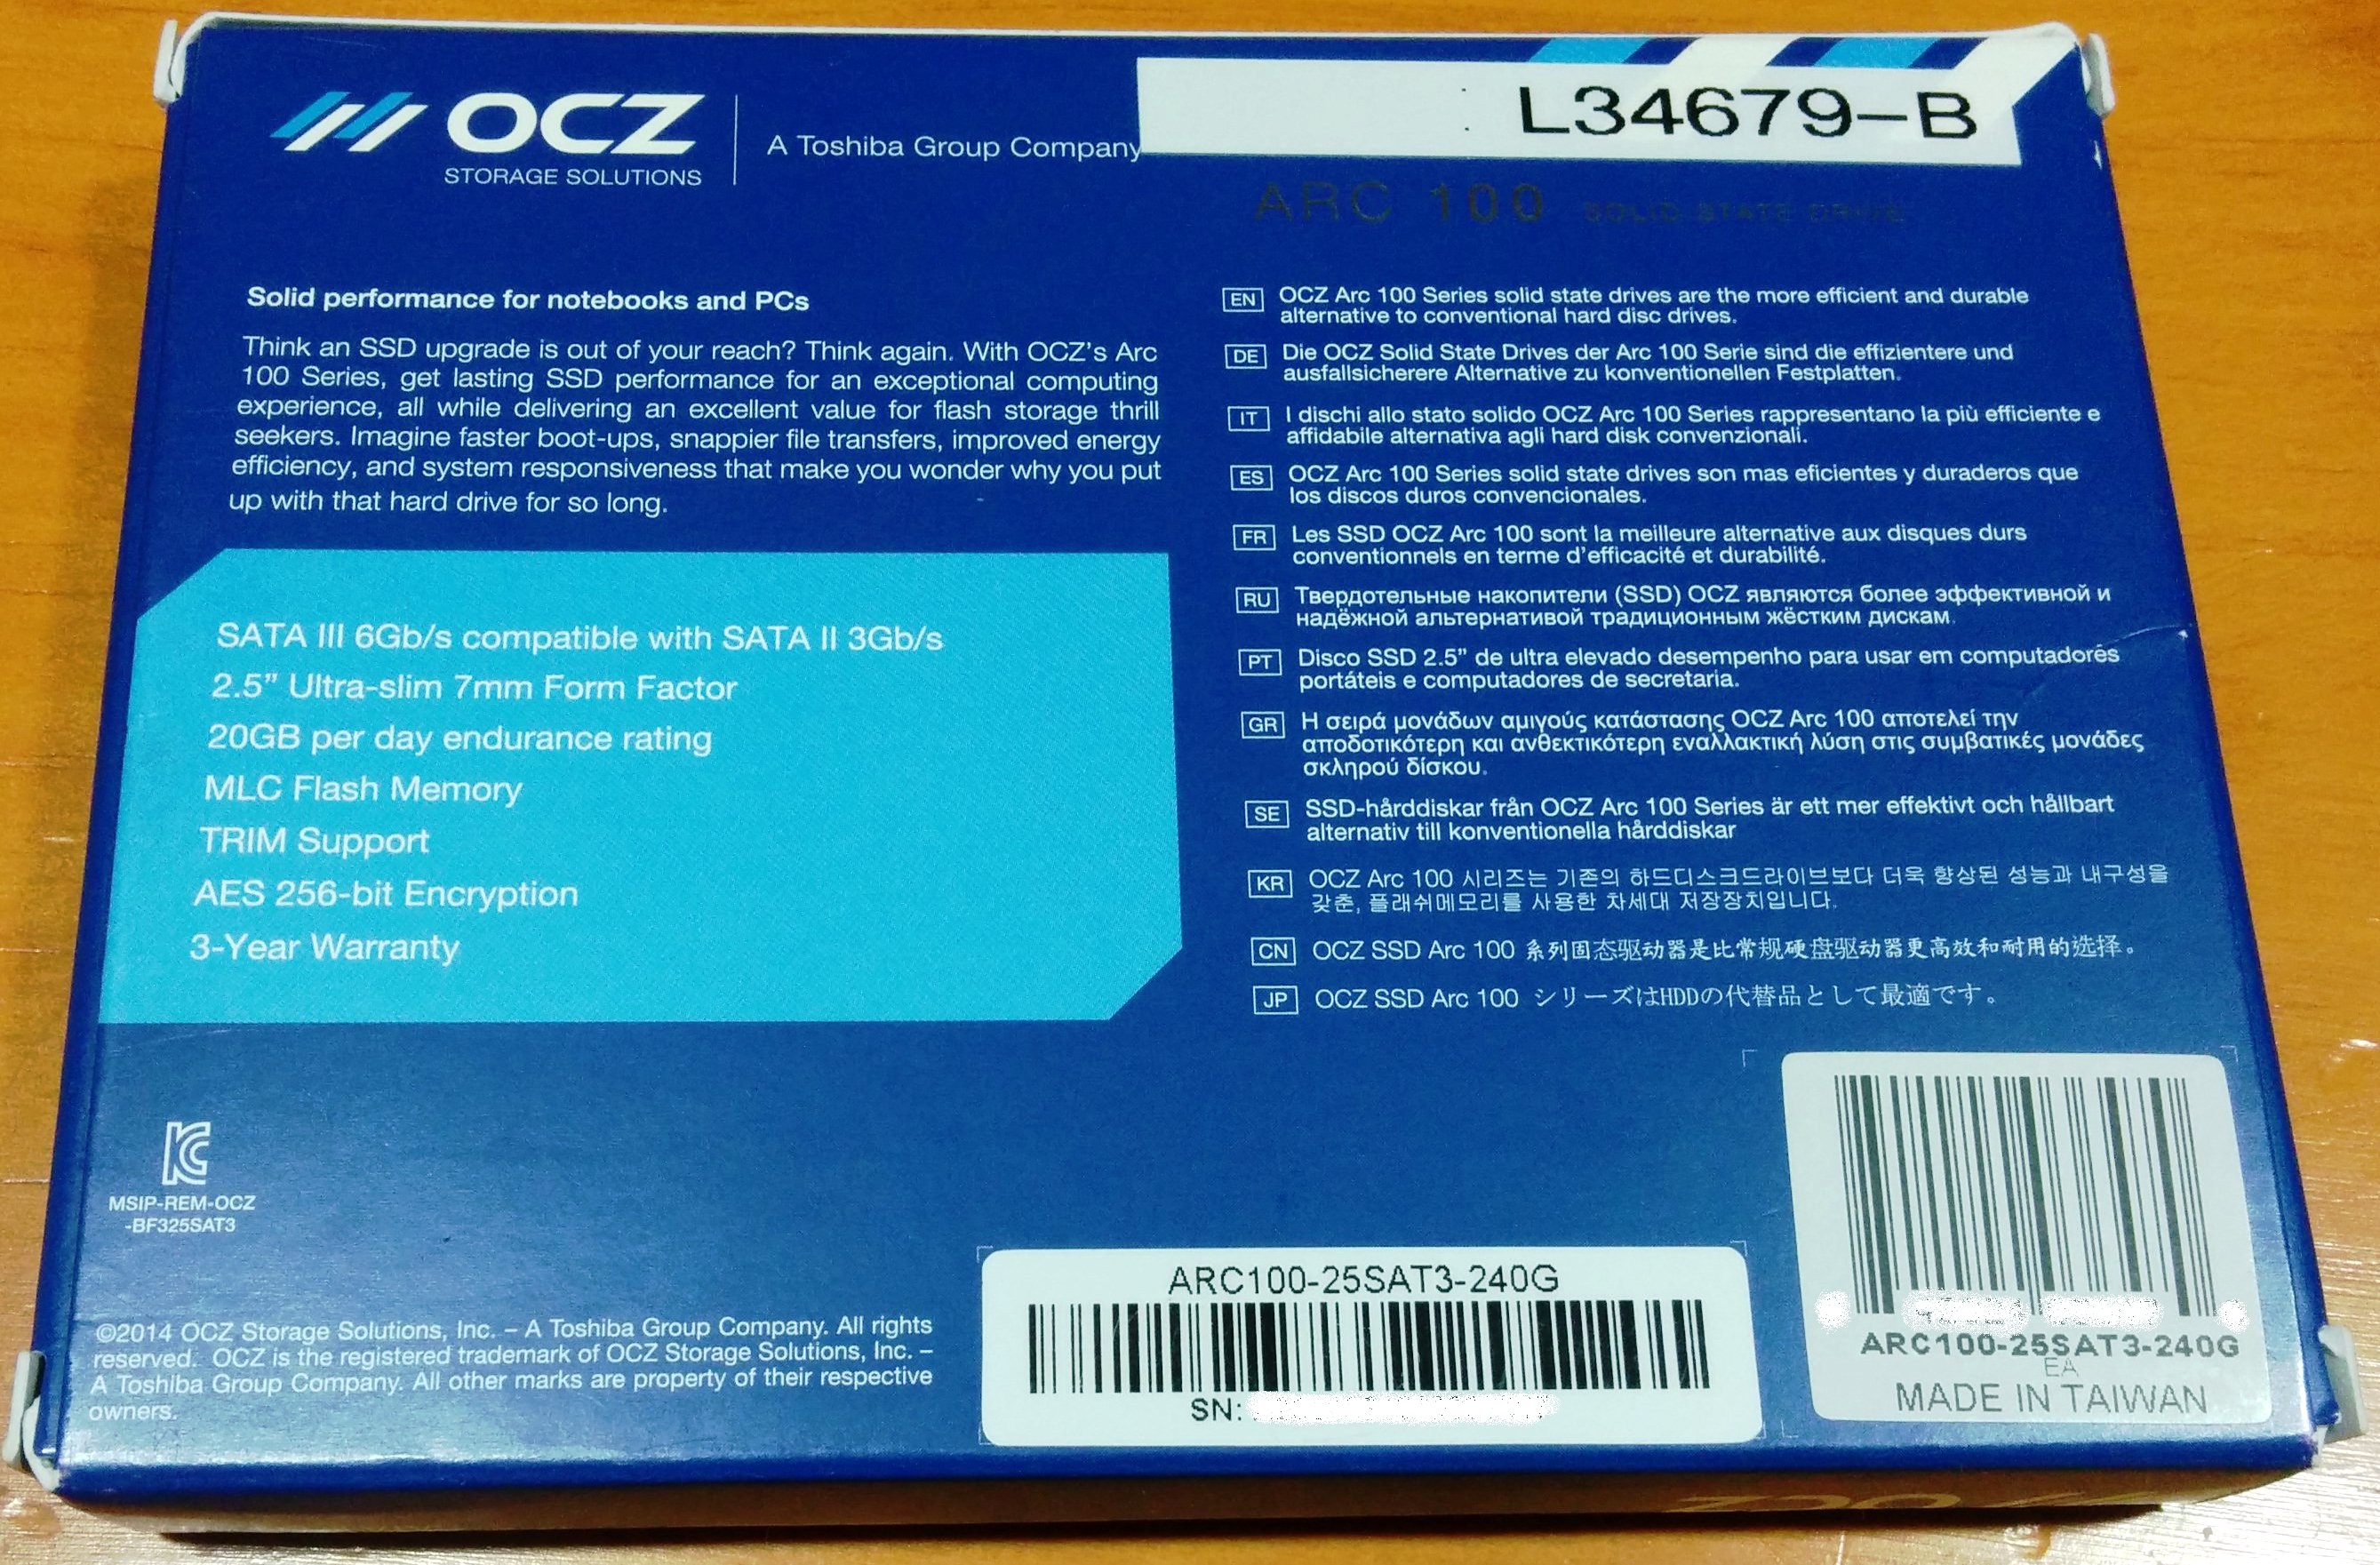 OCZ
STORAGE SOLUTIONS
A Toshiba Group Company
L34679-B
ARC 100 SOLID STATE DRIVE
Solid performance for notebooks and PCs
Think an SSD upgrade is out of your reach? Think again. With OCZ's Arc
100 Series, get lasting SSD performance for an exceptional computing
experience, all while delivering an excellent value for flash storage thrill
seekers. Imagine faster boot-ups, snappier file transfers, improved energy
efficiency, and system responsiveness that make you wonder why you put
up with that hard drive for so long.
SATA III 6Gb/s compatible with SATA II 3Gb/s
2.5" Ultra-slim 7mm Form Factor
20GB per day endurance rating
MLC Flash Memory
TRIM Support
AES 256-bit Encryption
3-Year Warranty
EN OCZ Arc 100 Series solid state drives are the more efficient and durable
alternative to conventional hard disc drives.
DE Die OCZ Solid State Drives der Arc 100 Serie sind die effizientere und
ausfallsicherere Alternative zu konventionellen Festplatten.
IT I dischi allo stato solido OCZ Arc 100 Series rappresentano la più efficiente e
affidabile alternativa agli hard disk convenzionali.
ES OCZ Arc 100 Series solid state drives son mas eficientes y duraderos que
los discos duros convencionales.
FR Les SSD OCZ Arc 100 sont la meilleure alternative aux disques durs
conventionnels en terme d'efficacité et durabilité.
RU Твердотельные накопители (SSD) OCZ являются более эффективной и
надёжной альтернативой традиционным жёстким дискам.
PT Disco SSD 2.5" de ultra elevado desempenho para usar em computadorês
portáteis e computadores de secretaria.
GR Η σειρά μονάδων αμιγούς κατάστασης OCZ Arc 100 αποτελεί την
αποδοτικότερη και ανθεκτικότερη εναλλακτική λύση στις συμβατικές μονάδες
σκληρού δίσκου.
SE SSD-hårddiskar från OCZ Arc 100 Series är ett mer effektivt och hållbart
alternativ till konventionella hårddiskar
KR OCZ Arc 100 시리즈는 기존의 하드디스크드라이브보다 더욱 향상된 성능과 내구성을
갖춘, 플래쉬메모리를 사용한 차세대 저장장치입니다.
CN OCZ SSD Arc 100 系列固态驱动器是比常规硬盘驱动器更高效和耐用的选择。
JP OCZ SSD Arc 100 シリーズはHDDの代替品として最適です。
MSIP-REM-OCZ
-BF325SAT3
©2014 OCZ Storage Solutions, Inc. – A Toshiba Group Company. All rights
reserved. OCZ is the registered trademark of OCZ Storage Solutions, Inc. –
A Toshiba Group Company. All other marks are property of their respective
owners.
ARC100-25SAT3-240G
SN:
ARC100-25SAT3-240G
EA
MADE IN TAIWAN
OCZ